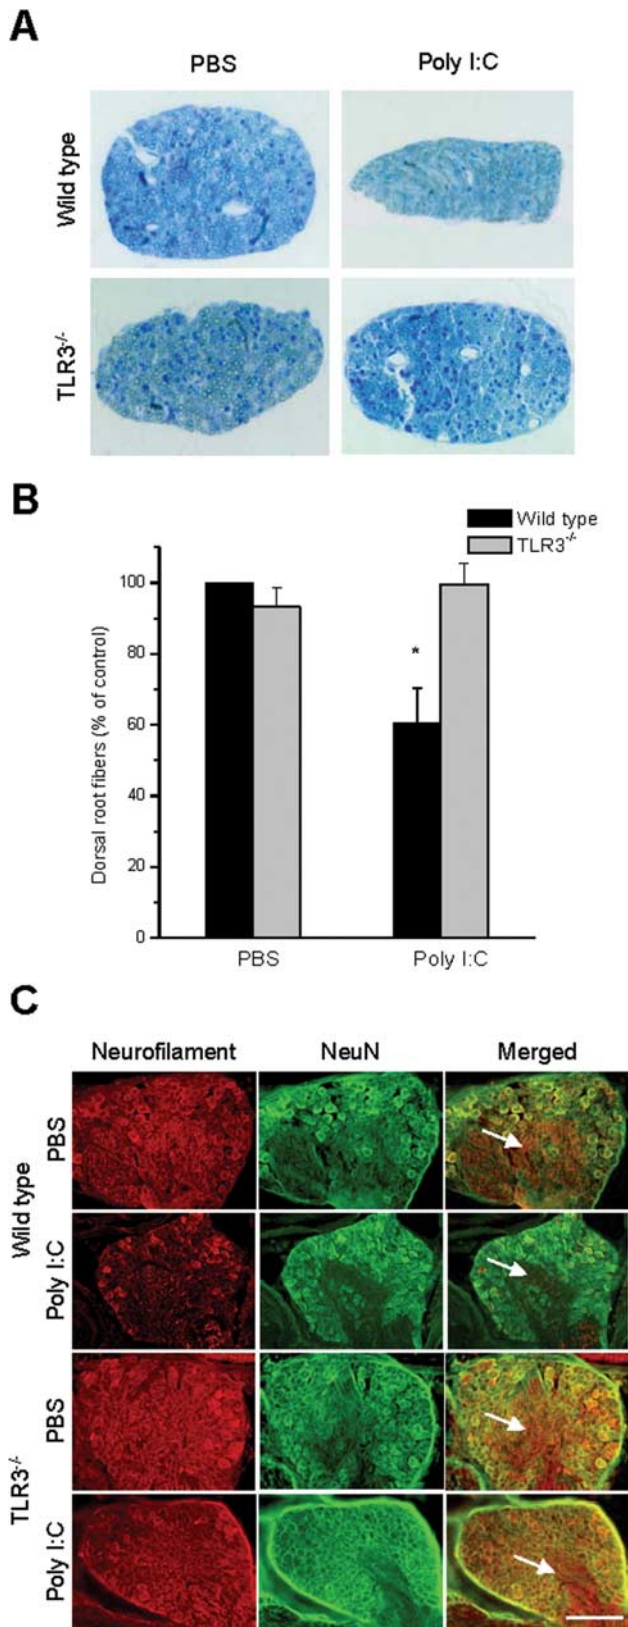 A
PBS
Poly I:C
Wild type
TLR3-/-
B
Wild type
TLR3-/-
Dorsal root fibers (% of control)
100
80
60
40
20
0
*
PBS
Poly I:C
C
Neurofilament
NeuN
Merged
Wild type
PBS
Poly I:C
TLR3-/-
PBS
Poly I:C